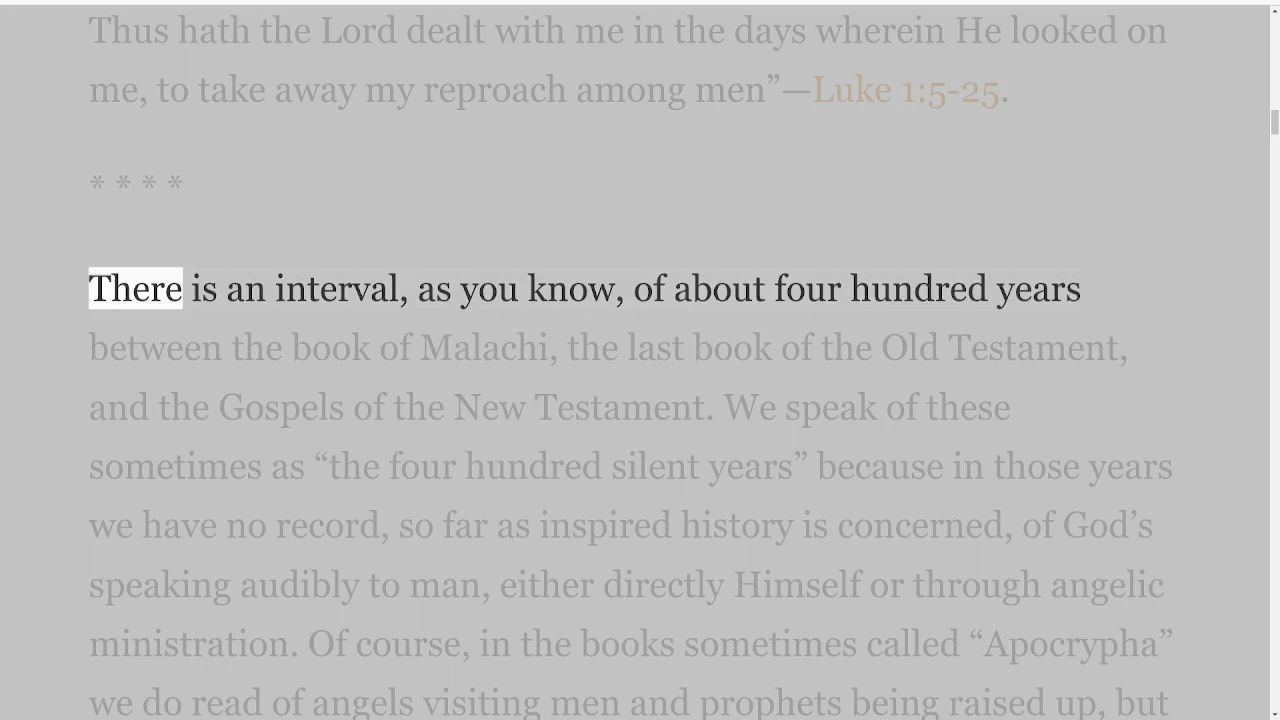 Thus hath the Lord dealt with me in the days wherein He looked on
me, to take away my reproach among men”—Luke 1:5-25.
* * * *
There is an interval, as you know, of about four hundred years
between the book of Malachi, the last book of the Old Testament,
and the Gospels of the New Testament. We speak of these
sometimes as “the four hundred silent years” because in those years
we have no record, so far as inspired history is concerned, of God’s
speaking audibly to man, either directly Himself or through angelic
ministration. Of course, in the books sometimes called “Apocrypha”
we do read of angels visiting men and prophets being raised up, but